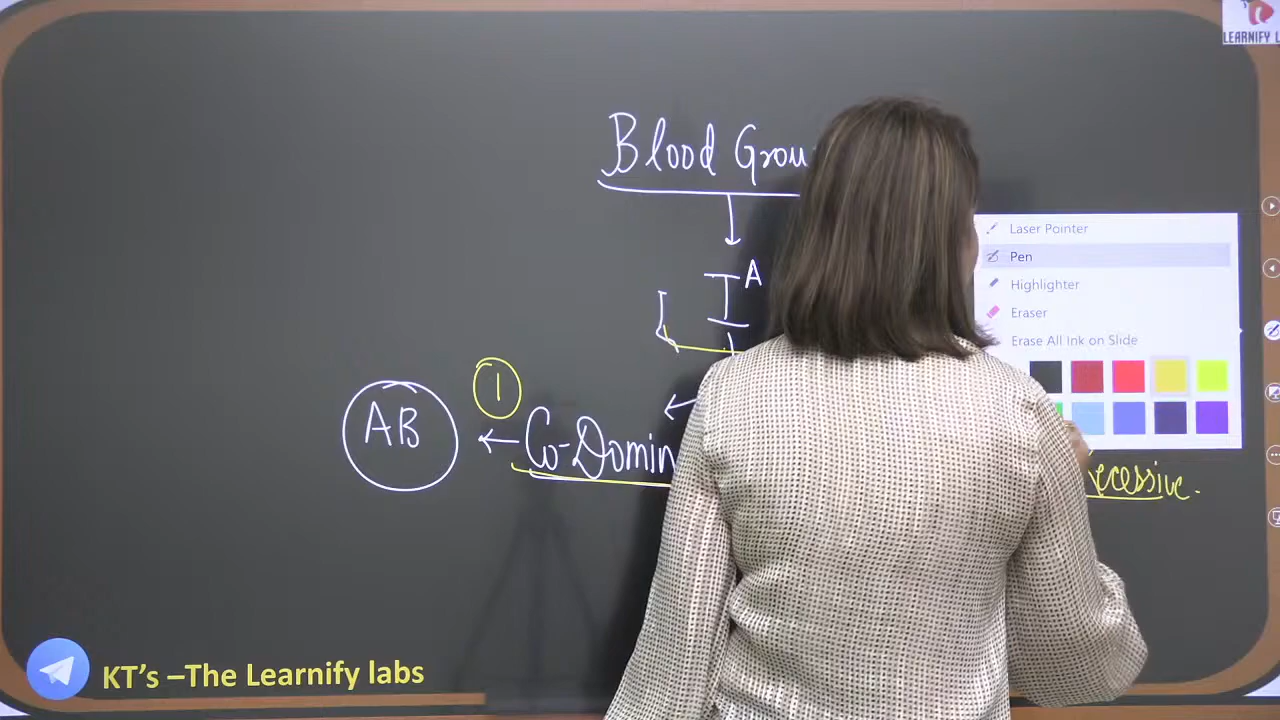 LEARNIFY L
Blood Grou
Laser Pointer
Pen
I A
Highlighter
Eraser
Erase All Ink on Slide
1
AB
Co-Domin
ecessive.
KT's –The Learnify labs